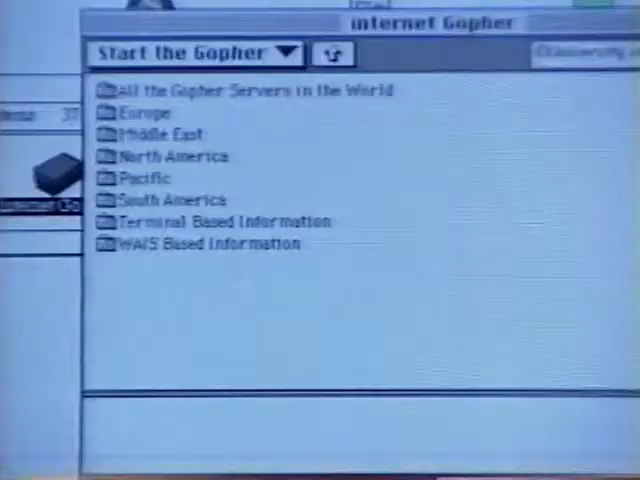 internet Gopher
Start the Gopher
All the Gopher Servers in the World
Europe
Middle East
North America
Pacific
South America
Terminal Based Information
WAIS Based Information
37